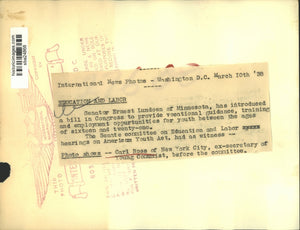 International News Photos - Washington D.C. March 10th '38
EDUCATION AND LABOR
Senator Ernest Lundeen of Minnesota, has introduced
a bill in Congress to provide vocational guidance, training
and employment opportunities for youth between the ages
of sixteen and twenty-one.
The Senate committee on Education and Labor
hearings on American Youth Act, had as witness --
Photo shows - Carl Ross of New York City, ex-secretary of
Young Communist, before the committee.